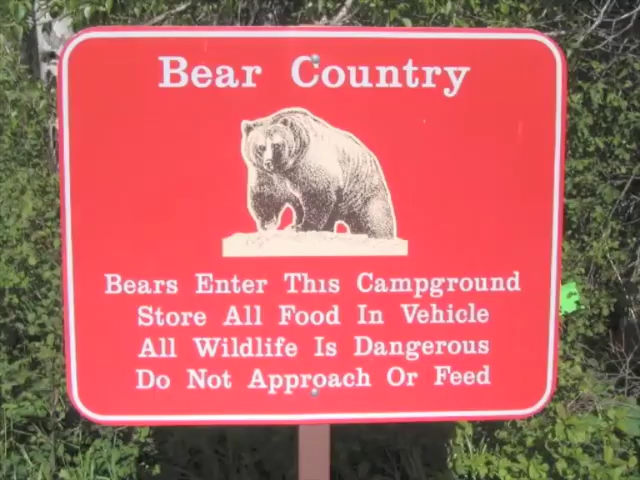 Bear Country
Bears Enter This Campground
Store All Food In Vehicle
All Wildlife Is Dangerous
Do Not Approach Or Feed